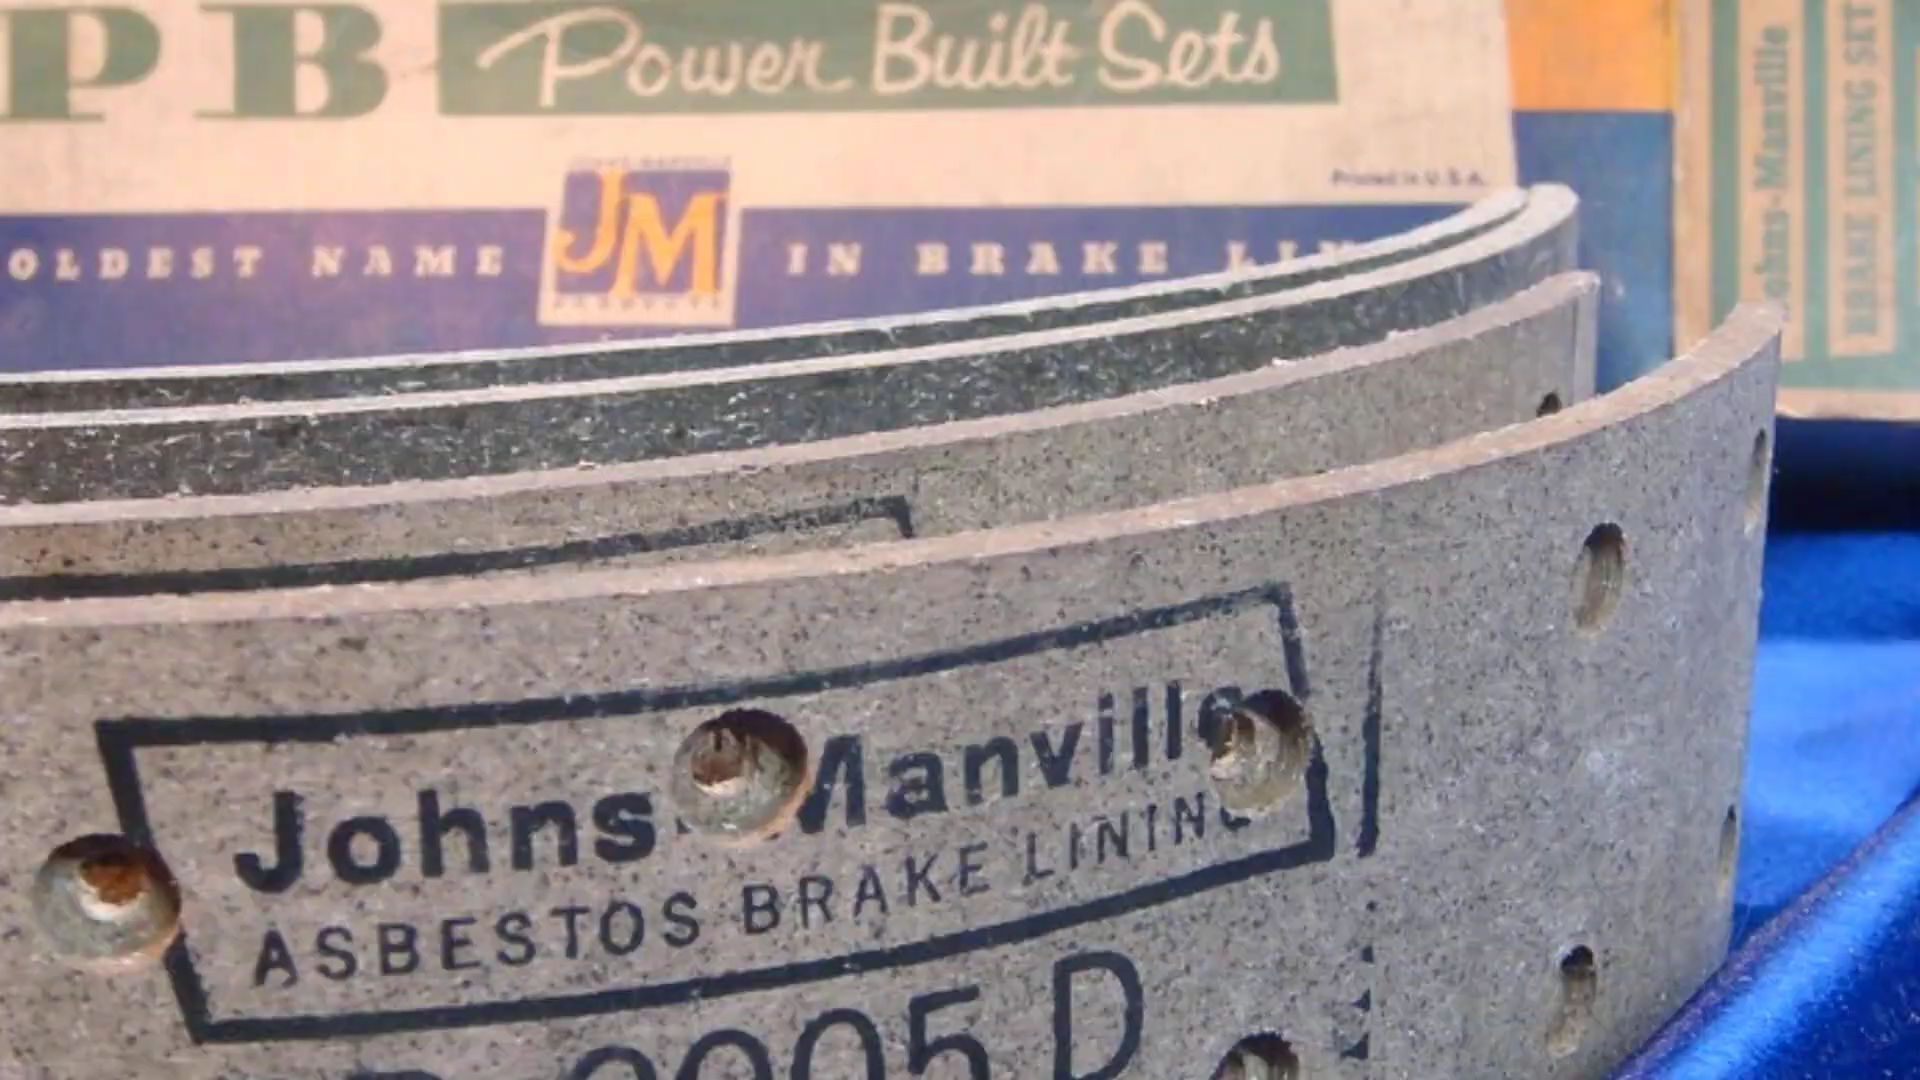 PB Power Built Sets
JM
Printed in U.S.A.
OLDEST NAME IN BRAKE LIN
Johns-Manville
BRAKE LINING SET
Johns-Manville
ASBESTOS BRAKE LINING